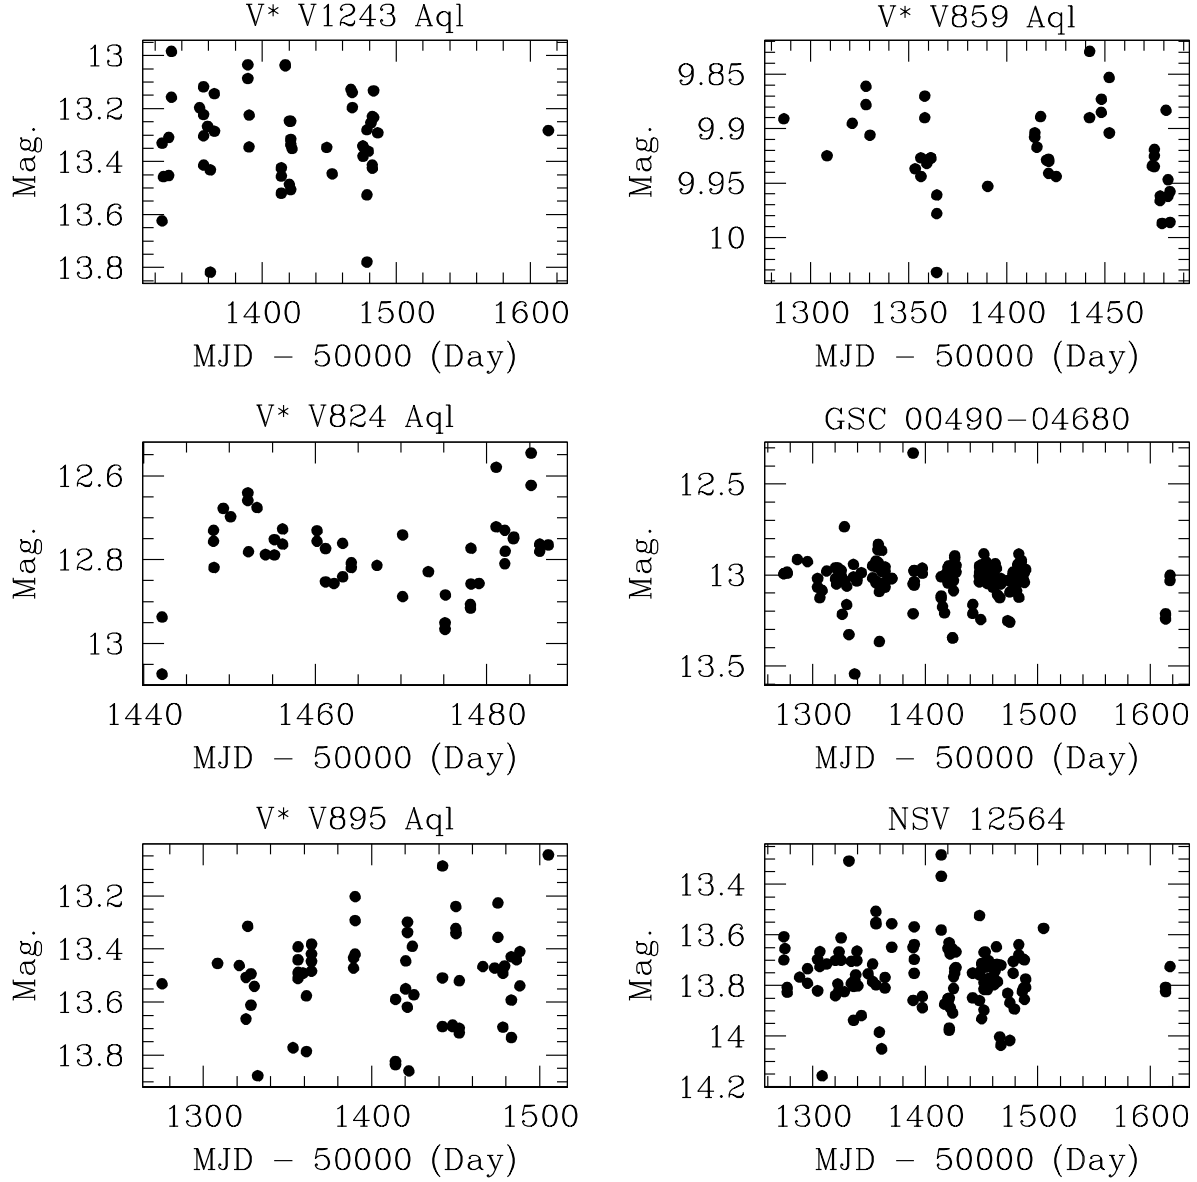 V* V1243 Aql
Mag.
13
13.2
13.4
13.6
13.8
1400 1500 1600
MJD − 50000 (Day)
V* V859 Aql
Mag.
9.85
9.9
9.95
10
1300 1350 1400 1450
MJD − 50000 (Day)
V* V824 Aql
Mag.
12.6
12.8
13
1440 1460 1480
MJD − 50000 (Day)
GSC 00490−04680
Mag.
12.5
13
13.5
1300 1400 1500 1600
MJD − 50000 (Day)
V* V895 Aql
Mag.
13.2
13.4
13.6
13.8
1300 1400 1500
MJD − 50000 (Day)
NSV 12564
Mag.
13.4
13.6
13.8
14
14.2
1300 1400 1500 1600
MJD − 50000 (Day)